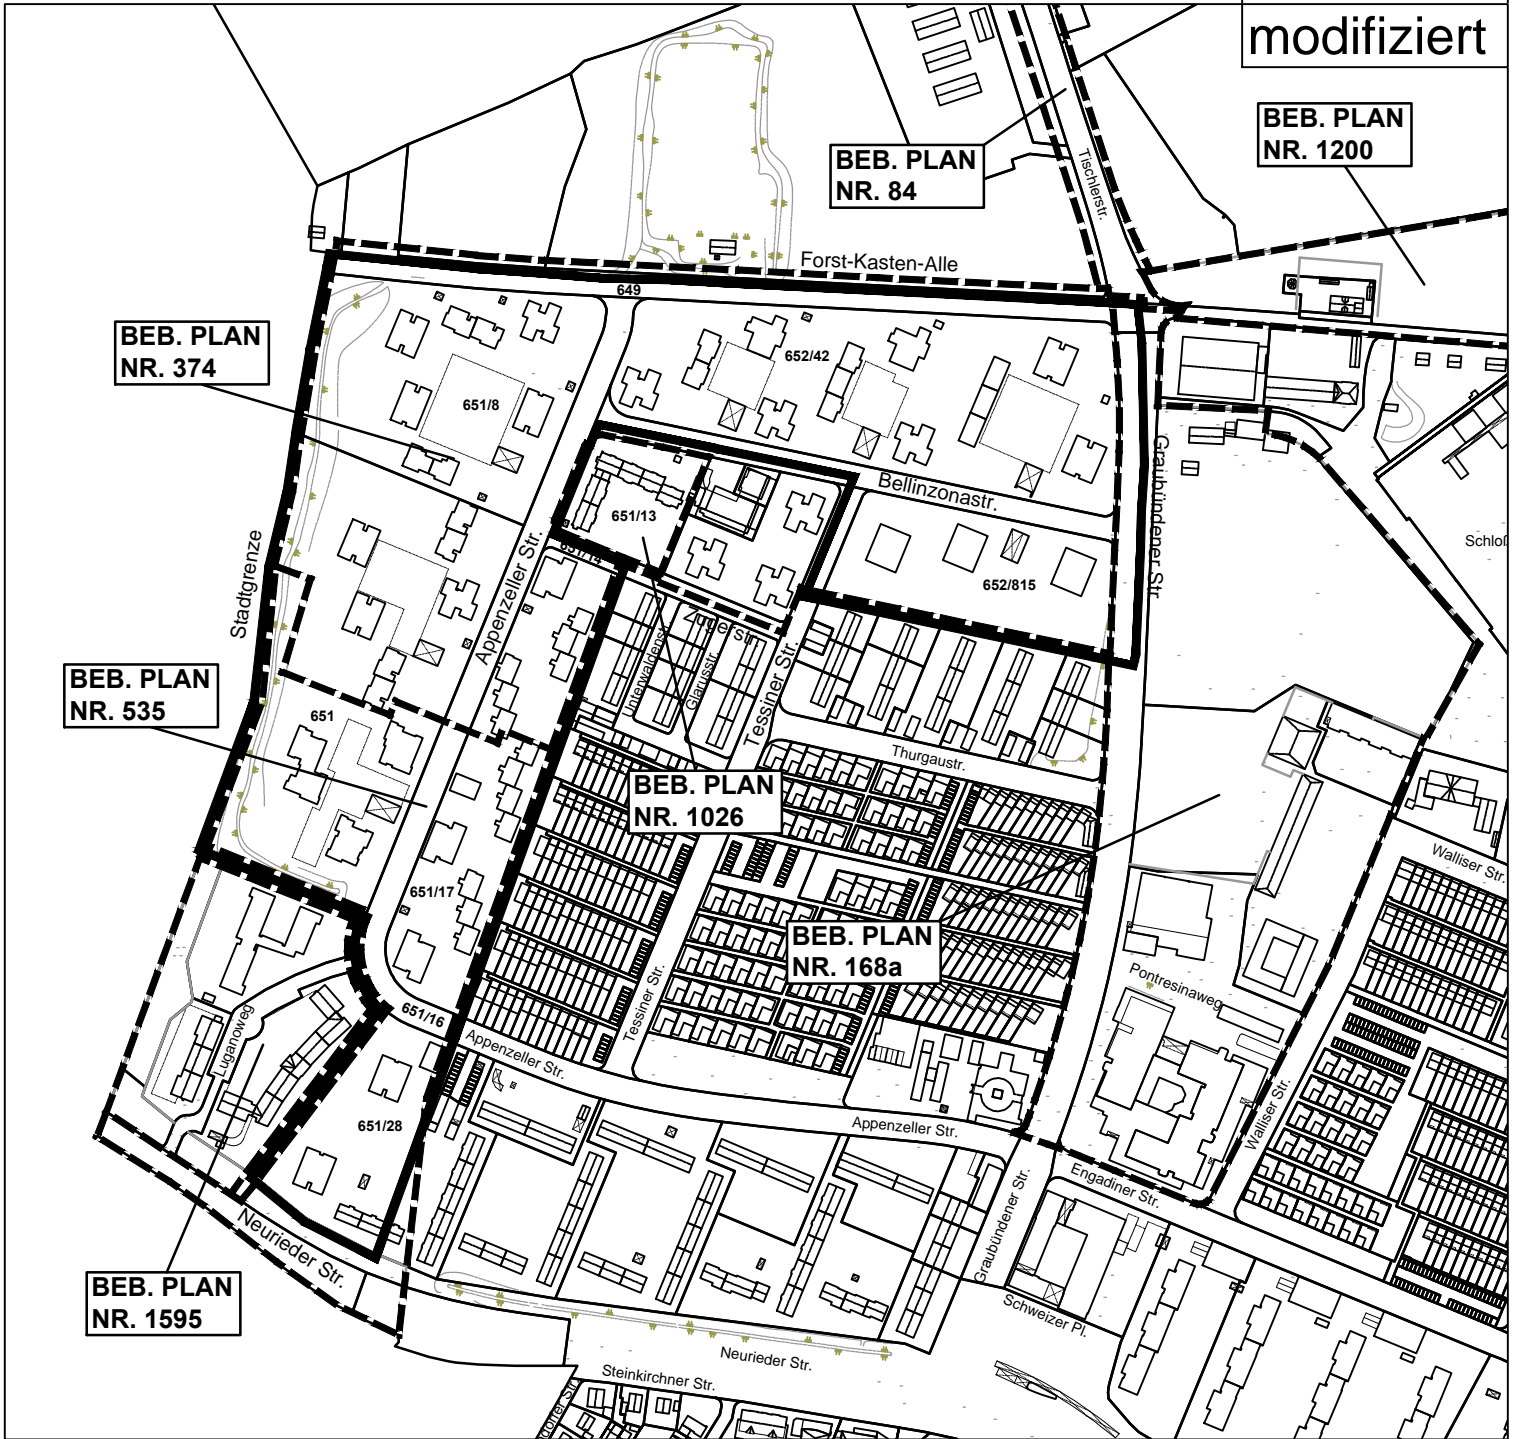 modifiziert
BEB. PLAN
NR. 1200
BEB. PLAN
NR. 84
Tischlerstr.
Forst-Kasten-Alle
649
BEB. PLAN
NR. 374
652/42
651/8
Graubündener Str
Bellinzonastr.
651/13
Schloß
Stadtgrenze
Appenzeller Str.
651/14
652/815
Zugerstr.
Unterwaldenstr.
Glarusstr.
Tessiner Str.
BEB. PLAN
NR. 535
651
Thurgaustr.
BEB. PLAN
NR. 1026
Walliser Str.
651/17
BEB. PLAN
NR. 168a
Pontresinaweg
Tessiner Str.
651/16
Luganoweg
Appenzeller Str.
Walliser Str.
651/28
Appenzeller Str.
Engadiner Str.
Graubündener Str.
Neurieder Str.
BEB. PLAN
NR. 1595
Schweizer Pl.
Neurieder Str.
Steinkirchner Str.